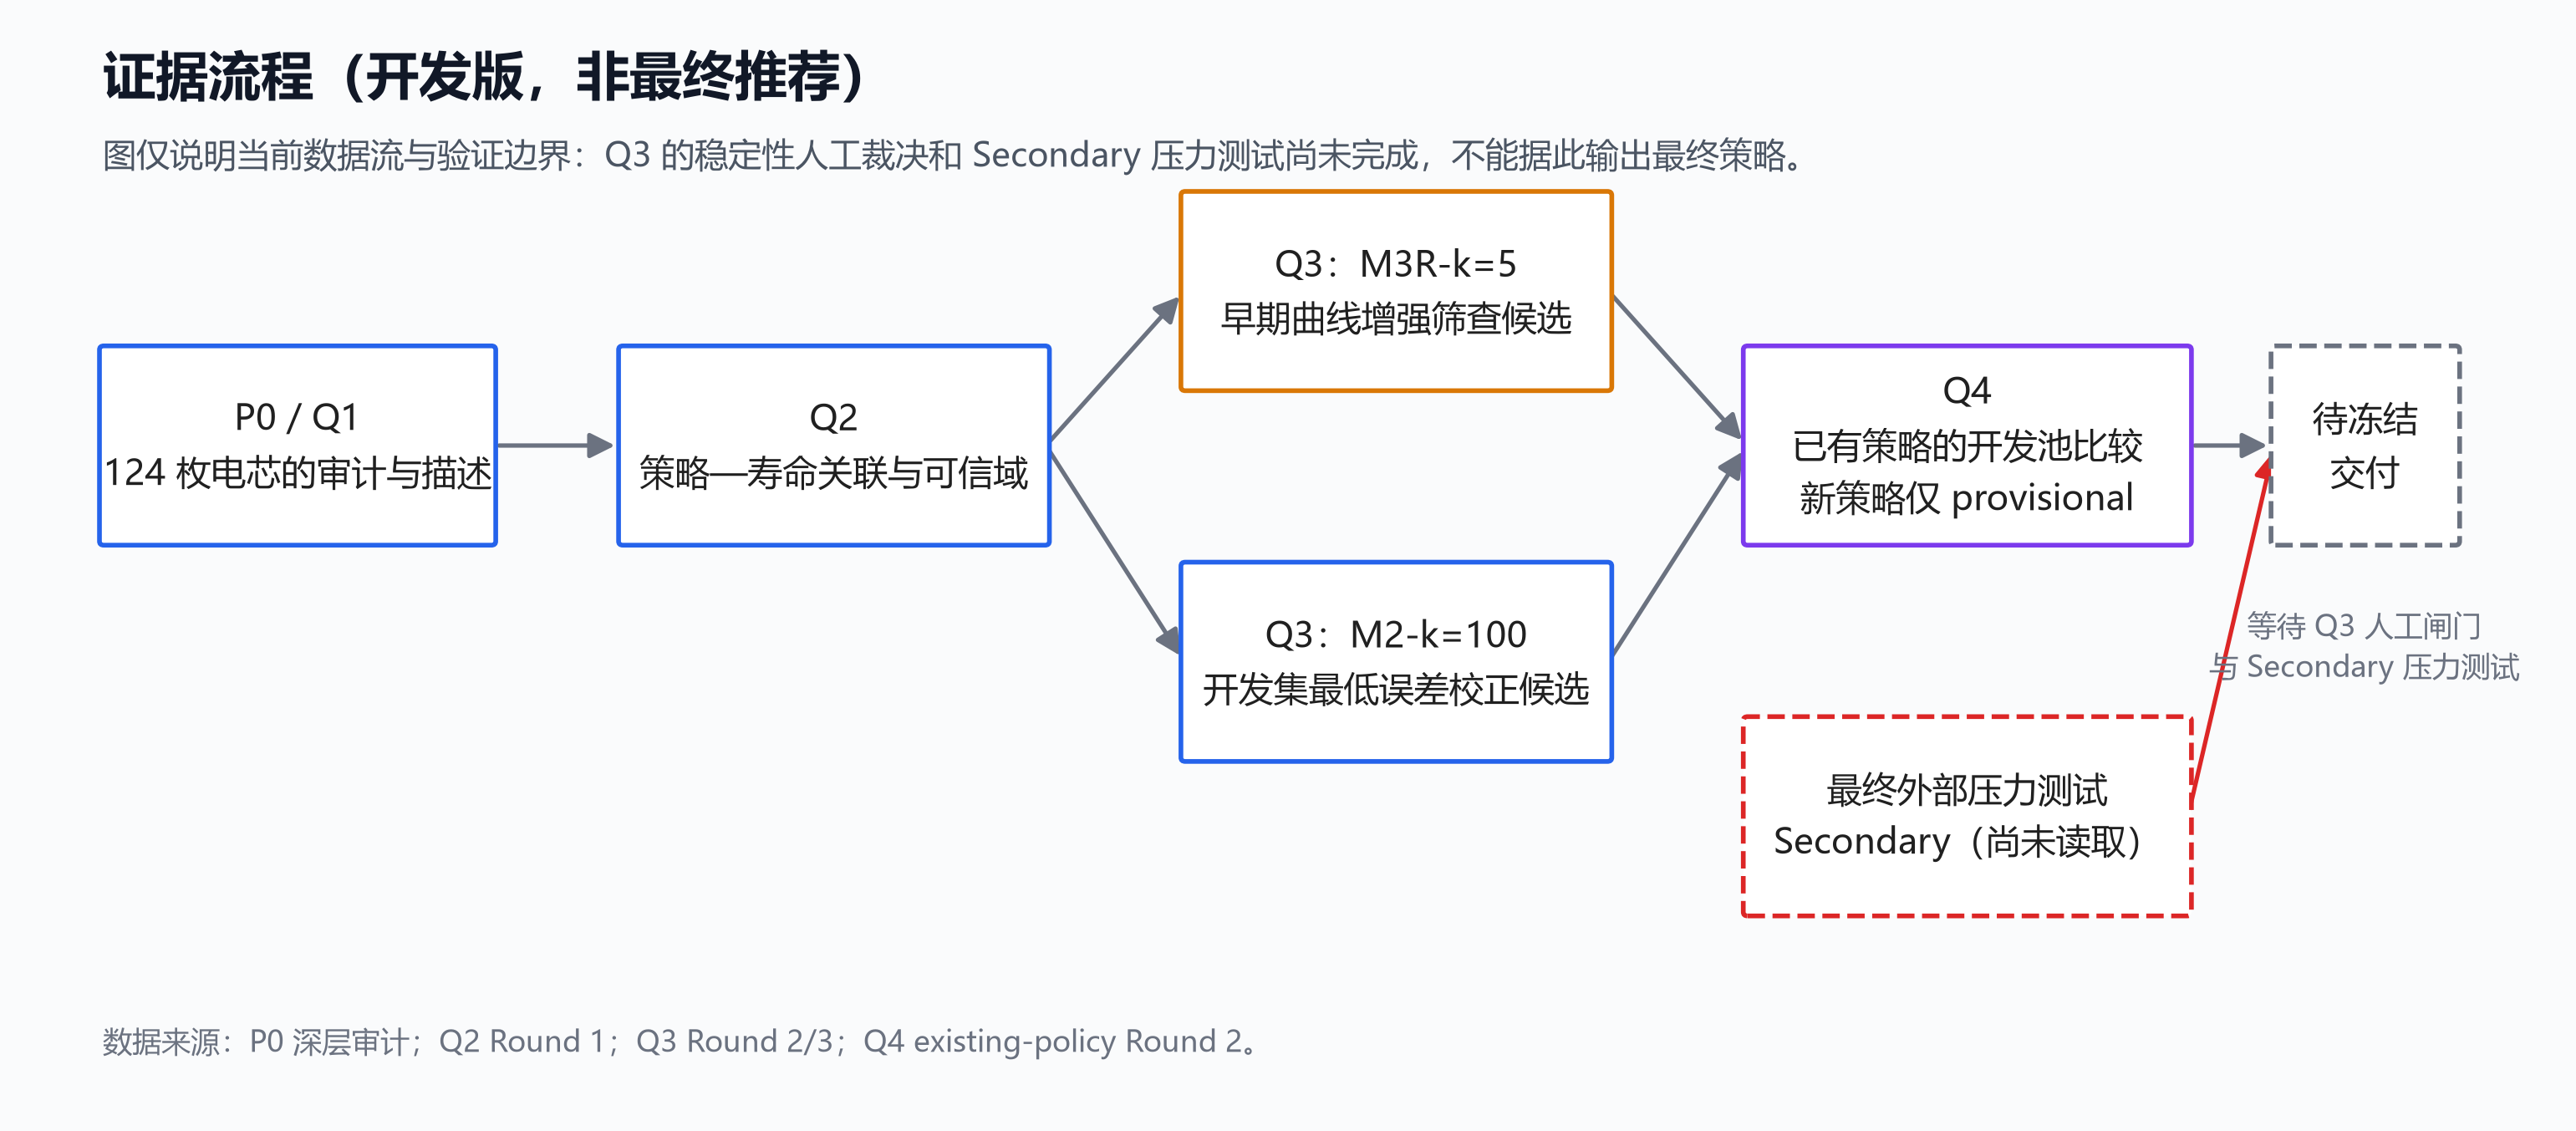 证据流程（开发版，非最终推荐）
图仅说明当前数据流与验证边界：Q3 的稳定性人工裁决和 Secondary 压力测试尚未完成，不能据此输出最终策略。
P0 / Q1
124 枚电芯的审计与描述
Q2
策略—寿命关联与可信域
Q3：M3R-k=5
早期曲线增强筛查候选
Q3：M2-k=100
开发集最低误差校正候选
Q4
已有策略的开发池比较
新策略仅 provisional
待冻结
交付
等待 Q3 人工闸门
与 Secondary 压力测试
最终外部压力测试
Secondary（尚未读取）
数据来源：P0 深层审计；Q2 Round 1；Q3 Round 2/3；Q4 existing-policy Round 2。